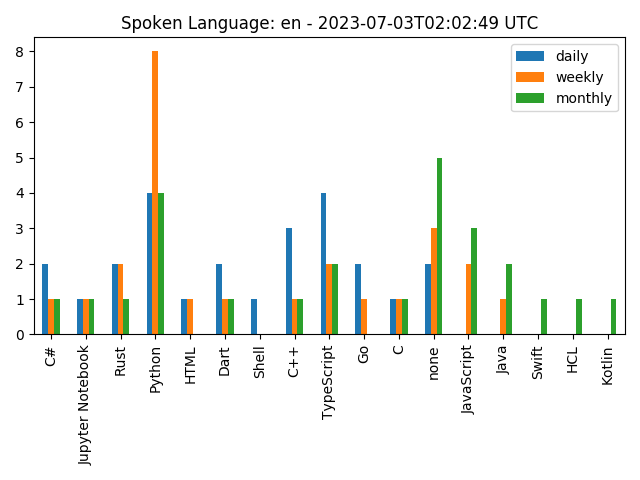 Spoken Language: en - 2023-07-03T02:02:49 UTC
daily
weekly
monthly
8
7
6
5
4
3
2
1
0
C#
Jupyter Notebook
Rust
Python
HTML
Dart
Shell
C++
TypeScript
Go
C
none
JavaScript
Java
Swift
HCL
Kotlin